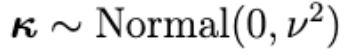 𝜿 ∼ Normal(0, ν²)